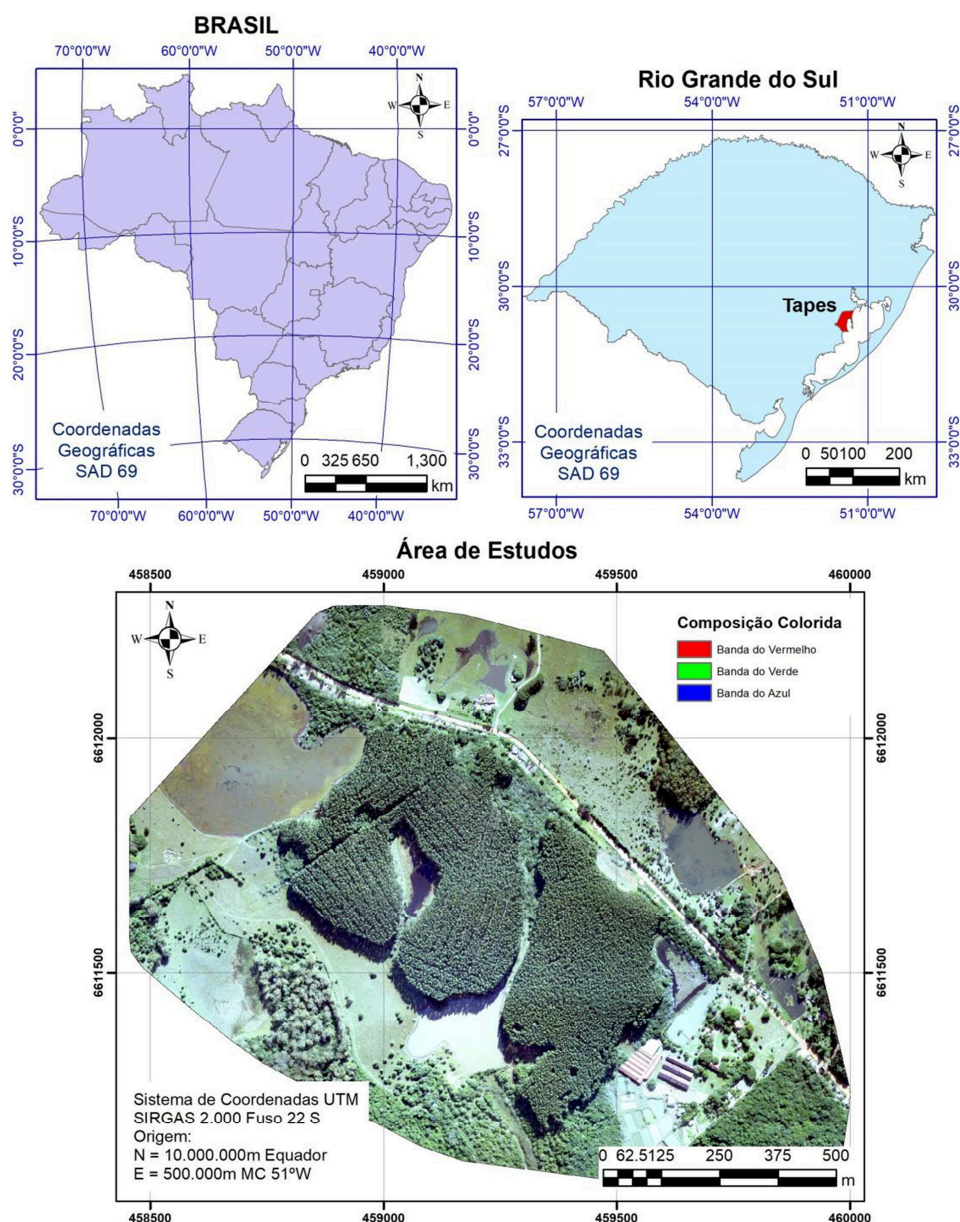 BRASIL
70°0'0"W 60°0'0"W 50°0'0"W 40°0'0"W
N
W E
S
0°0'0"
10°0'0"S
20°0'0"S
30°0'0"S
0°0'0"
10°0'0"S
20°0'0"S
30°0'0"S
Coordenadas
Geográficas
SAD 69
0 325 650 1,300
km
70°0'0"W 60°0'0"W 50°0'0"W 40°0'0"W
Rio Grande do Sul
57°0'0"W 54°0'0"W 51°0'0"W
N
W E
S
27°0'0"S
30°0'0"S
33°0'0"S
27°0'0"S
30°0'0"S
33°0'0"S
Tapes
Coordenadas
Geográficas
SAD 69
0 50100 200
km
57°0'0"W 54°0'0"W 51°0'0"W
Área de Estudos
458500 459000 459500 460000
N
W E
S
Composição Colorida
Banda do Vermelho
Banda do Verde
Banda do Azul
6612000
6611500
6612000
6611500
Sistema de Coordenadas UTM
SIRGAS 2.000 Fuso 22 S
Origem:
N = 10.000.000m Equador
E = 500.000m MC 51ºW
0 62.5125 250 375 500
m
458500 459000 459500 460000